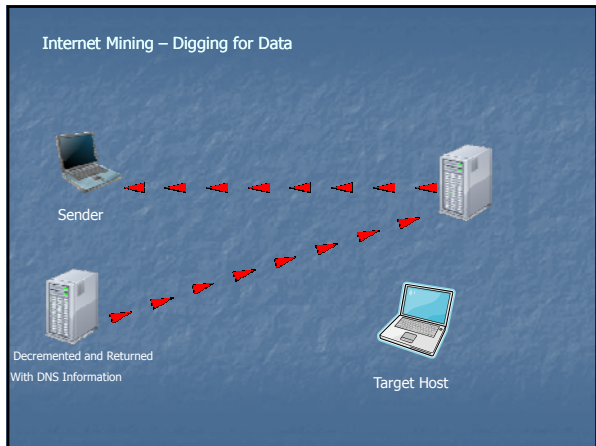 Internet Mining – Digging for Data
Sender
Decremented and Returned
With DNS Information
Target Host